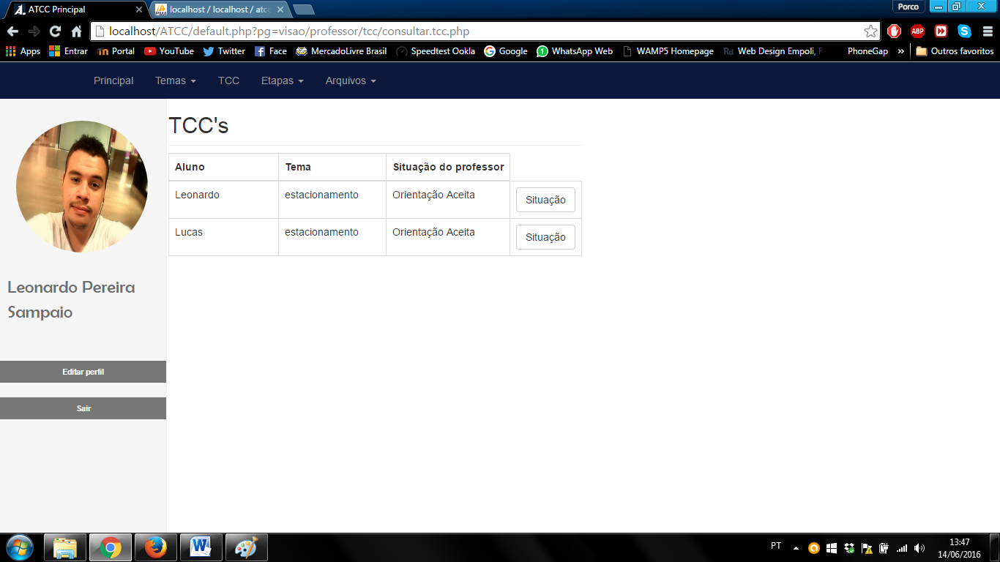 ATCC Principal
localhost / localhost / atcc
Porco
localhost/ATCC/default.php?pg=visao/professor/tcc/consultar.tcc.php
Apps Entrar Portal YouTube Twitter Face MercadoLivre Brasil Speedtest Ookla Google WhatsApp Web WAMP5 Homepage Web Design Empoli, F PhoneGap » Outros favoritos
Principal Temas TCC Etapas Arquivos
TCC's
Aluno Tema Situação do professor
Leonardo estacionamento Orientação Aceita Situação
Lucas estacionamento Orientação Aceita Situação
Leonardo Pereira
Sampaio
Editar perfil
Sair
PT
13:47
14/06/2016